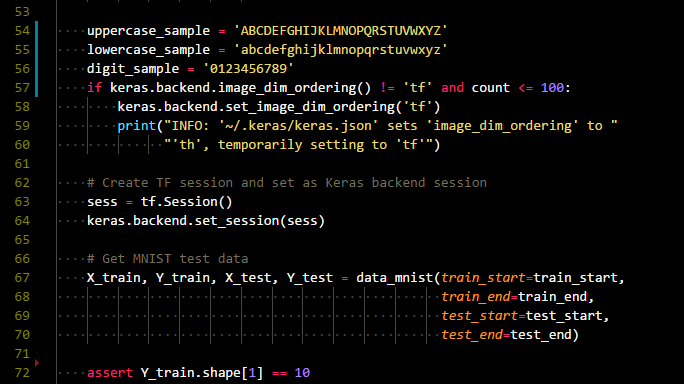 53
54 uppercase_sample = 'ABCDEFGHIJKLMNOPQRSTUVWXYZ'
55 lowercase_sample = 'abcdefghijklmnopqrstuvwxyz'
56 digit_sample = '0123456789'
57 if keras.backend.image_dim_ordering() != 'tf' and count <= 100:
58 keras.backend.set_image_dim_ordering('tf')
59 print("INFO: '~/.keras/keras.json' sets 'image_dim_ordering' to "
60 "'th', temporarily setting to 'tf'")
61
62 # Create TF session and set as Keras backend session
63 sess = tf.Session()
64 keras.backend.set_session(sess)
65
66 # Get MNIST test data
67 X_train, Y_train, X_test, Y_test = data_mnist(train_start=train_start,
68 train_end=train_end,
69 test_start=test_start,
70 test_end=test_end)
71
72 assert Y_train.shape[1] == 10